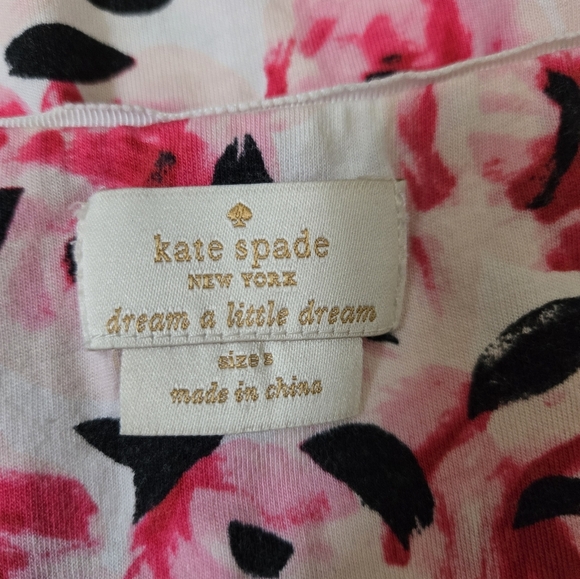 kate spade
NEW YORK
dream a little dream
size s
made in china